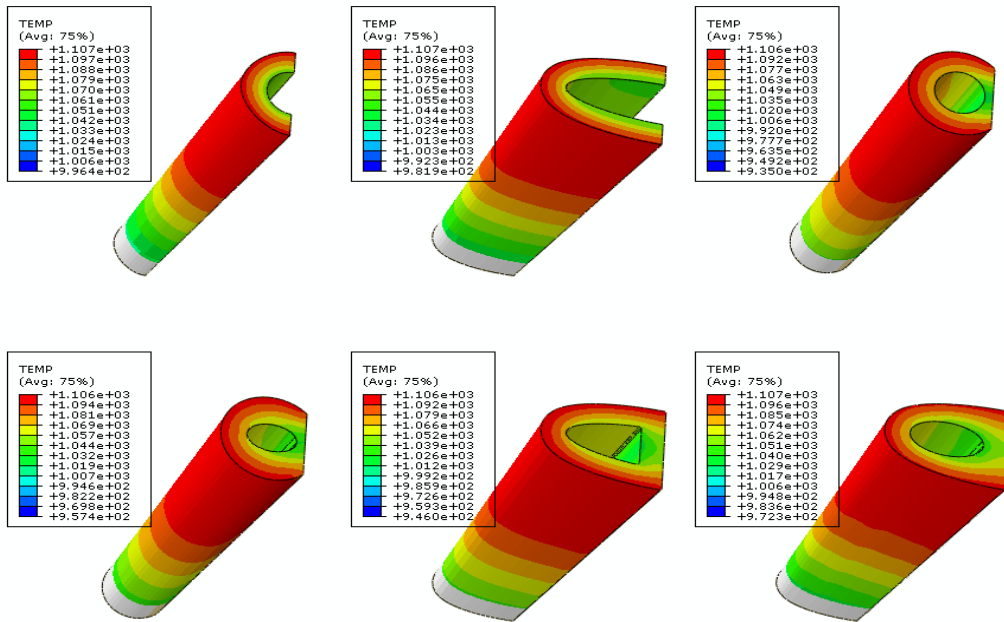 TEMP
(Avg: 75%)
+1.107e+03
+1.097e+03
+1.088e+03
+1.079e+03
+1.070e+03
+1.061e+03
+1.051e+03
+1.042e+03
+1.033e+03
+1.024e+03
+1.015e+03
+1.006e+03
+9.964e+02
TEMP
(Avg: 75%)
+1.107e+03
+1.096e+03
+1.086e+03
+1.075e+03
+1.065e+03
+1.055e+03
+1.044e+03
+1.034e+03
+1.023e+03
+1.013e+03
+1.003e+03
+9.923e+02
+9.819e+02
TEMP
(Avg: 75%)
+1.106e+03
+1.092e+03
+1.077e+03
+1.063e+03
+1.049e+03
+1.035e+03
+1.020e+03
+1.006e+03
+9.920e+02
+9.777e+02
+9.635e+02
+9.492e+02
+9.350e+02
TEMP
(Avg: 75%)
+1.106e+03
+1.094e+03
+1.081e+03
+1.069e+03
+1.057e+03
+1.044e+03
+1.032e+03
+1.019e+03
+1.007e+03
+9.946e+02
+9.822e+02
+9.698e+02
+9.574e+02
TEMP
(Avg: 75%)
+1.106e+03
+1.092e+03
+1.079e+03
+1.066e+03
+1.052e+03
+1.039e+03
+1.026e+03
+1.012e+03
+9.992e+02
+9.859e+02
+9.726e+02
+9.593e+02
+9.460e+02
TEMP
(Avg: 75%)
+1.107e+03
+1.096e+03
+1.085e+03
+1.074e+03
+1.062e+03
+1.051e+03
+1.040e+03
+1.029e+03
+1.017e+03
+1.006e+03
+9.948e+02
+9.836e+02
+9.723e+02